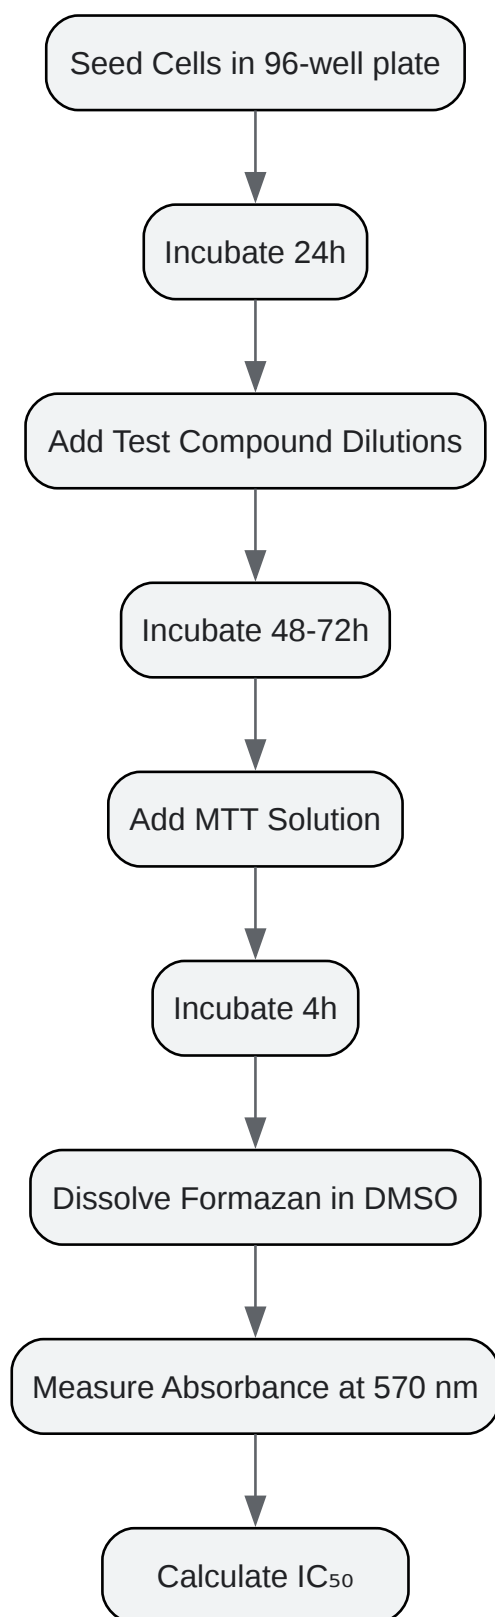 Seed Cells in 96-well plate
Incubate 24h
Add Test Compound Dilutions
Incubate 48-72h
Add MTT Solution
Incubate 4h
Dissolve Formazan in DMSO
Measure Absorbance at 570 nm
Calculate IC₅₀